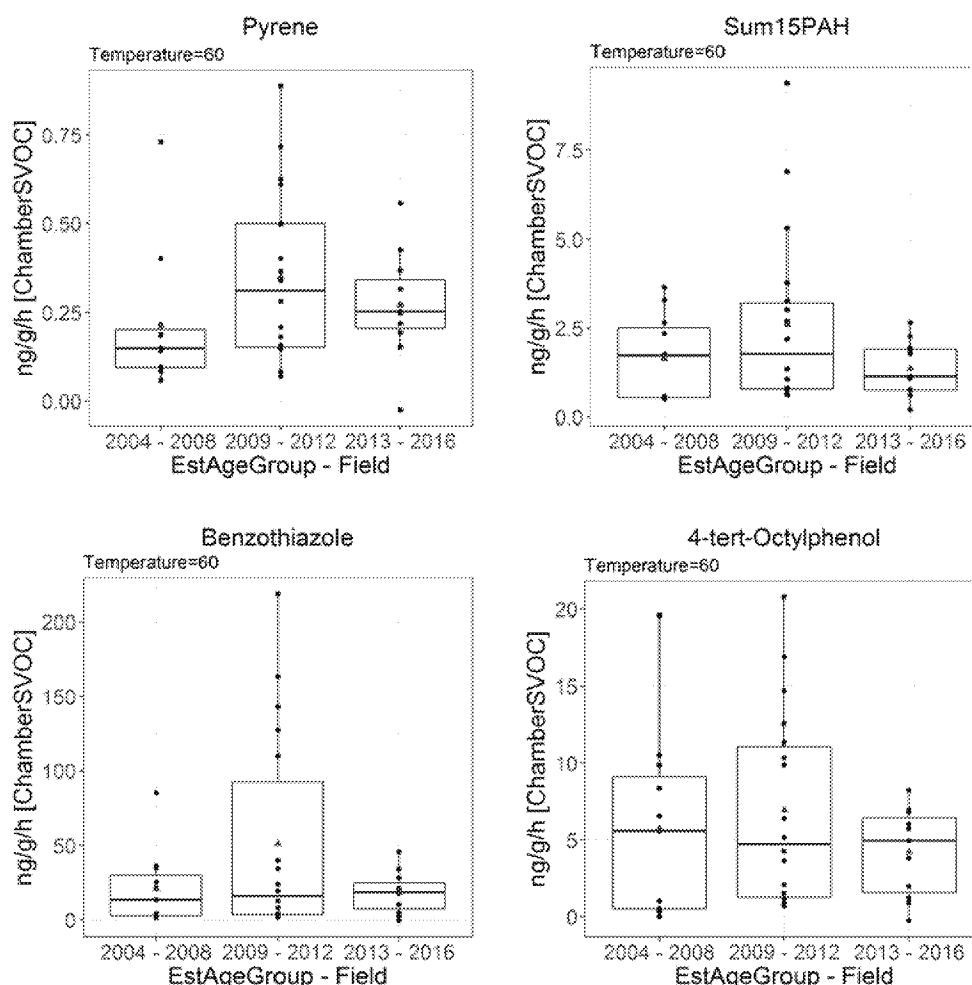 Pyrene
Temperature=60
ng/g/h [ChamberSVOC]
0.75
0.50
0.25
0.00
2004 - 2008 2009 - 2012 2013 - 2016
EstAgeGroup - Field
Sum15PAH
Temperature=60
ng/g/h [ChamberSVOC]
7.5
5.0
2.5
0.0
2004 - 2008 2009 - 2012 2013 - 2016
EstAgeGroup - Field
Benzothiazole
Temperature=60
ng/g/h [ChamberSVOC]
200
150
100
50
0
2004 - 2008 2009 - 2012 2013 - 2016
EstAgeGroup - Field
4-tert-Octylphenol
Temperature=60
ng/g/h [ChamberSVOC]
20
15
10
5
0
2004 - 2008 2009 - 2012 2013 - 2016
EstAgeGroup - Field